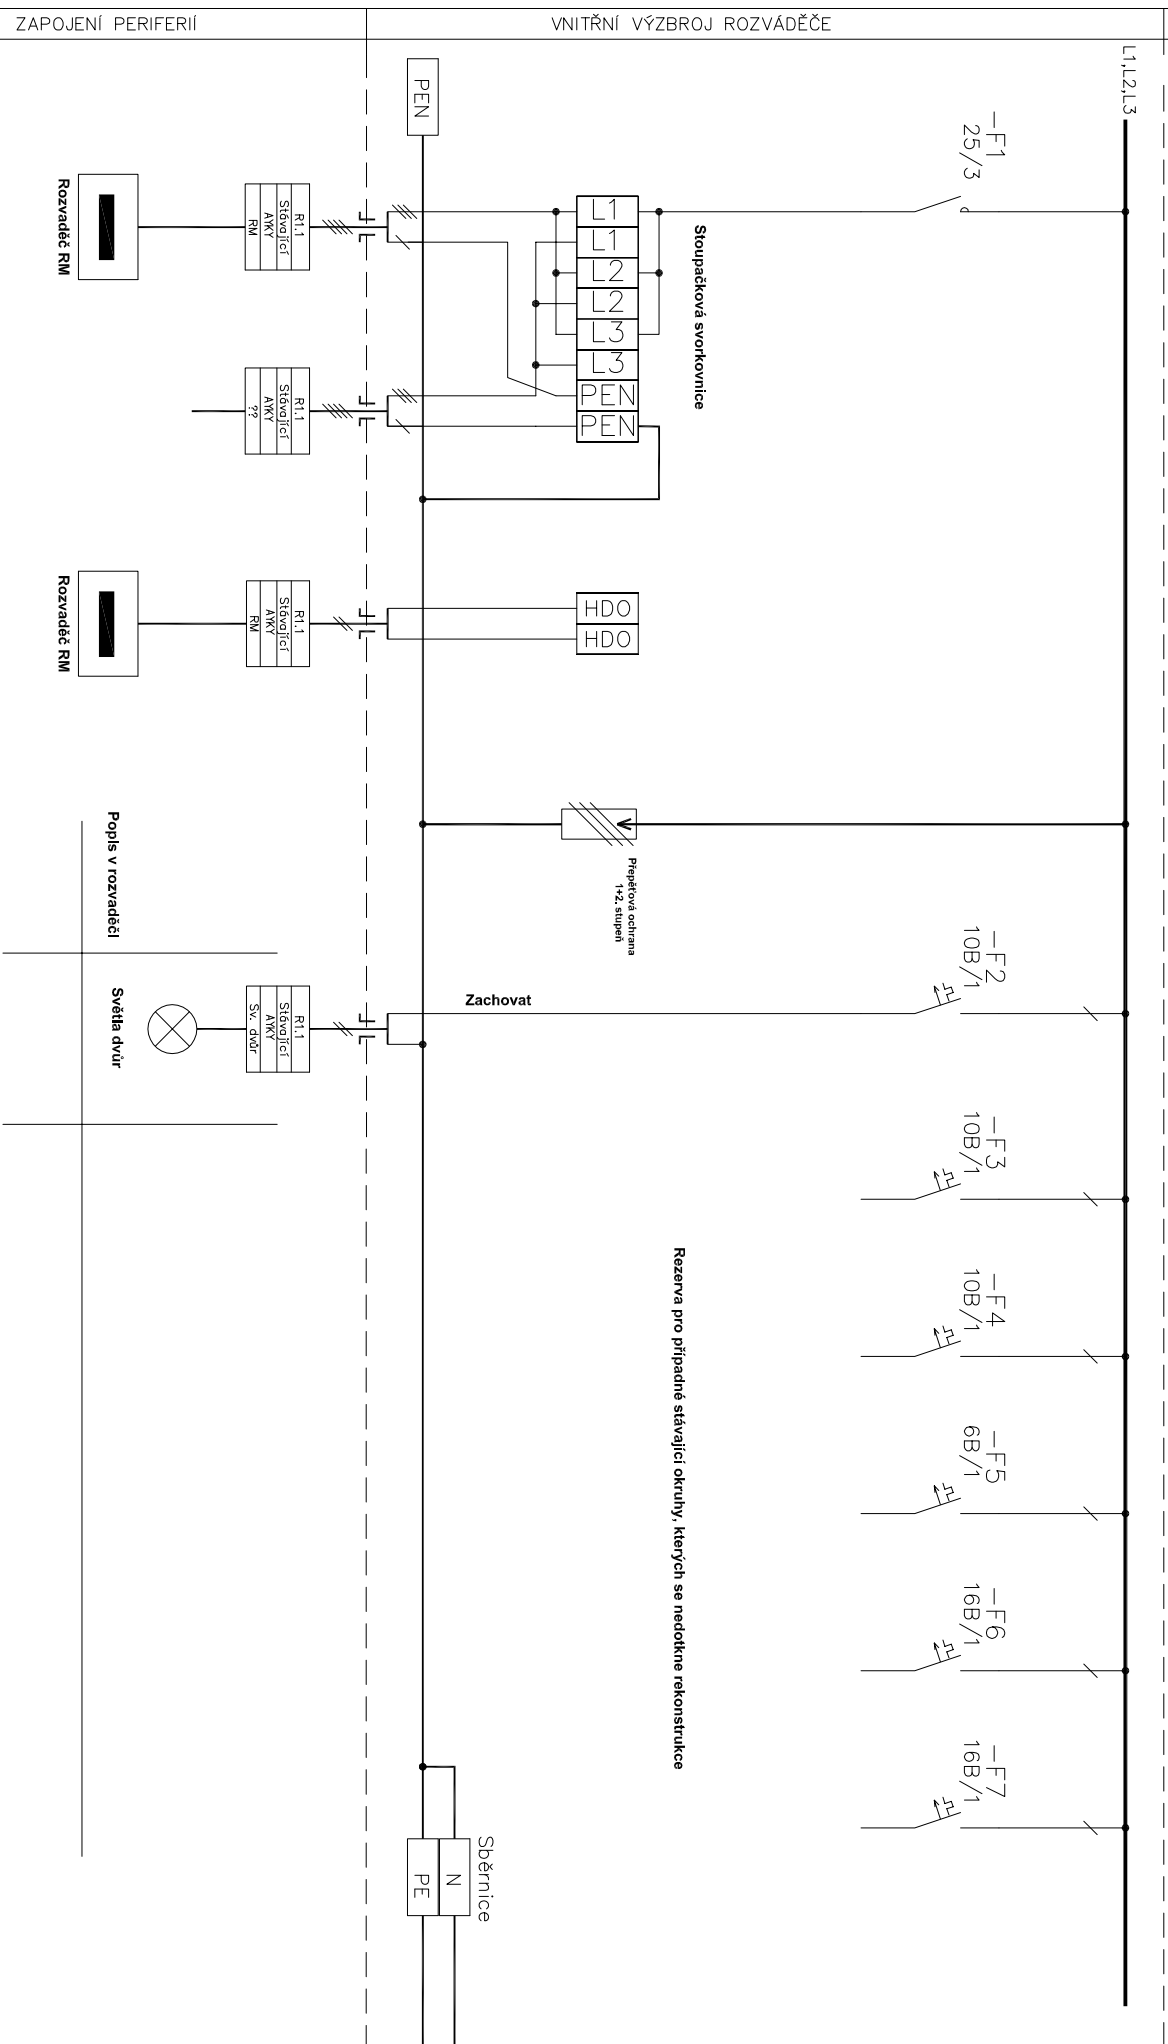 ZAPOJENÍ PERIFERIÍ
VNITŘNÍ VÝZBROJ ROZVÁDĚČE
L1,L2,L3
PEN
-F1
25/3
L1
L1
L2
L2
L3
L3
PEN
PEN
Stoupačková svorkovnice
R1.1
Stávající
AYKY
RM
Rozvaděč RM
R1.1
Stávající
AYKY
??
HDO
HDO
R1.1
Stávající
AYKY
RM
Rozvaděč RM
Přepěťová ochrana
1+2. stupeň
Popis v rozvaděči
-F2
10B/1
Zachovat
R1.1
Stávající
AYKY
Sv. dvůr
Světla dvůr
-F3
10B/1
-F4
10B/1
-F5
6B/1
-F6
16B/1
-F7
16B/1
Rezerva pro případné stávající okruhy, kterých se nedotkne rekonstrukce
Sběrnice
N
PE